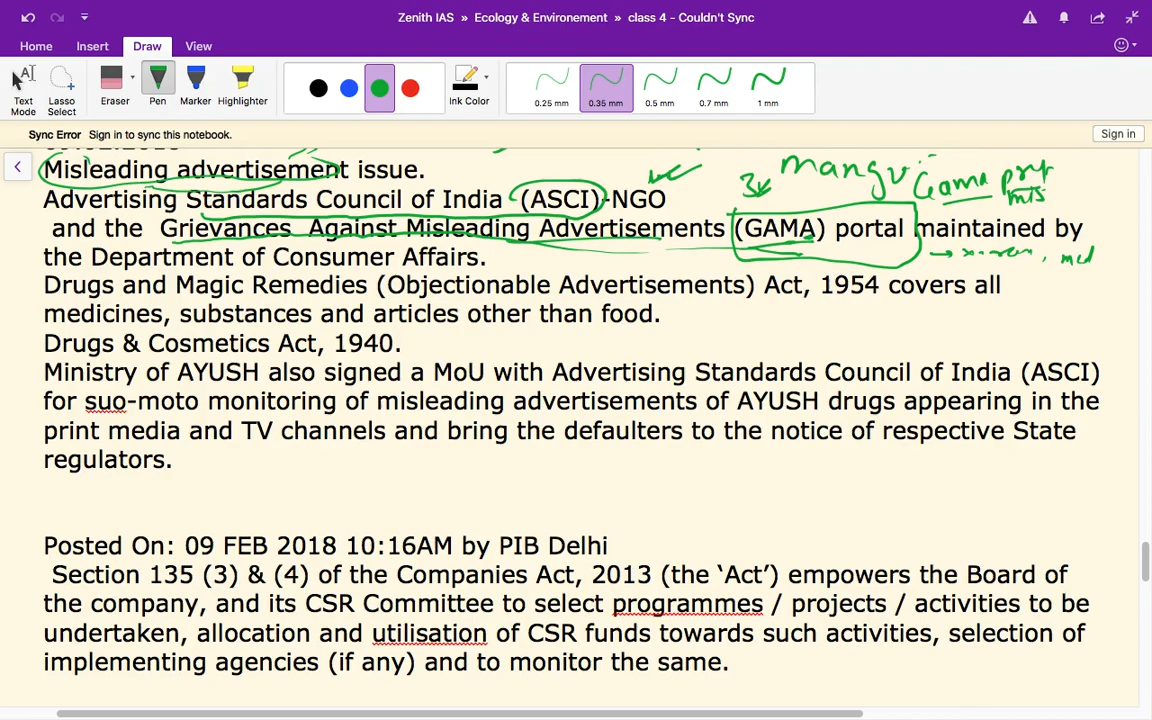 Zenith IAS » Ecology & Environement » class 4 - Couldn't Sync
Home Insert Draw View
Text Mode
Lasso Select
Eraser
Pen
Marker
Highlighter
Ink Color
0.25 mm
0.35 mm
0.5 mm
0.7 mm
1 mm
Sync Error Sign in to sync this notebook.
Sign in
Misleading advertisement issue.
Gama
Advertising Standards Council of India (ASCI)-NGO
and the Grievances Against Misleading Advertisements (GAMA) portal maintained by
the Department of Consumer Affairs.
Drugs and Magic Remedies (Objectionable Advertisements) Act, 1954 covers all
medicines, substances and articles other than food.
Drugs & Cosmetics Act, 1940.
Ministry of AYUSH also signed a MoU with Advertising Standards Council of India (ASCI)
for suo-moto monitoring of misleading advertisements of AYUSH drugs appearing in the
print media and TV channels and bring the defaulters to the notice of respective State
regulators.
Posted On: 09 FEB 2018 10:16AM by PIB Delhi
Section 135 (3) & (4) of the Companies Act, 2013 (the ‘Act’) empowers the Board of
the company, and its CSR Committee to select programmes / projects / activities to be
undertaken, allocation and utilisation of CSR funds towards such activities, selection of
implementing agencies (if any) and to monitor the same.